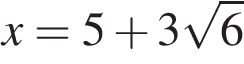 x = 5 + 3√6